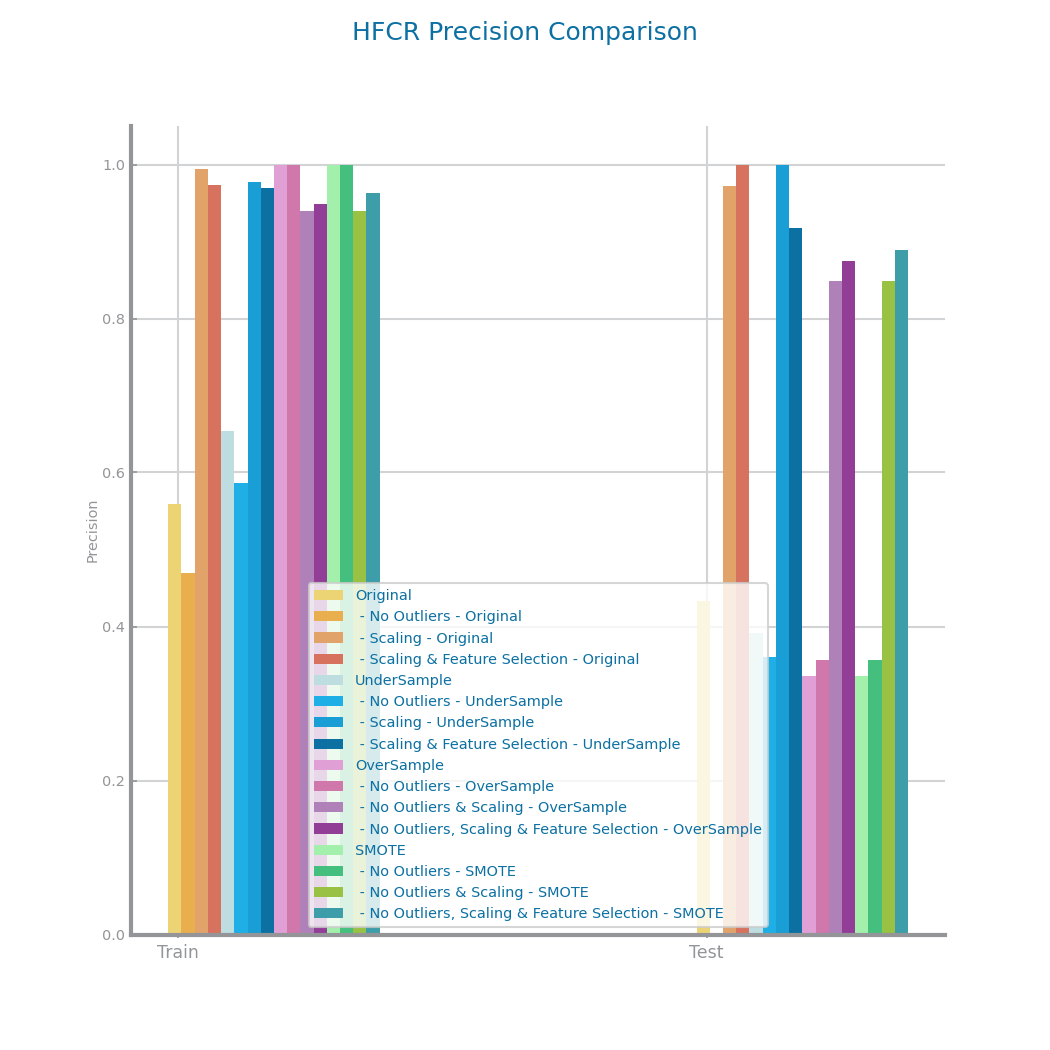 HFCR Precision Comparison
1.0
0.8
0.6
0.4
0.2
0.0
Precision
Original
- No Outliers - Original
- Scaling - Original
- Scaling & Feature Selection - Original
UnderSample
- No Outliers - UnderSample
- Scaling - UnderSample
- Scaling & Feature Selection - UnderSample
OverSample
- No Outliers - OverSample
- No Outliers & Scaling - OverSample
- No Outliers, Scaling & Feature Selection - OverSample
SMOTE
- No Outliers - SMOTE
- No Outliers & Scaling - SMOTE
- No Outliers, Scaling & Feature Selection - SMOTE
Train
Test